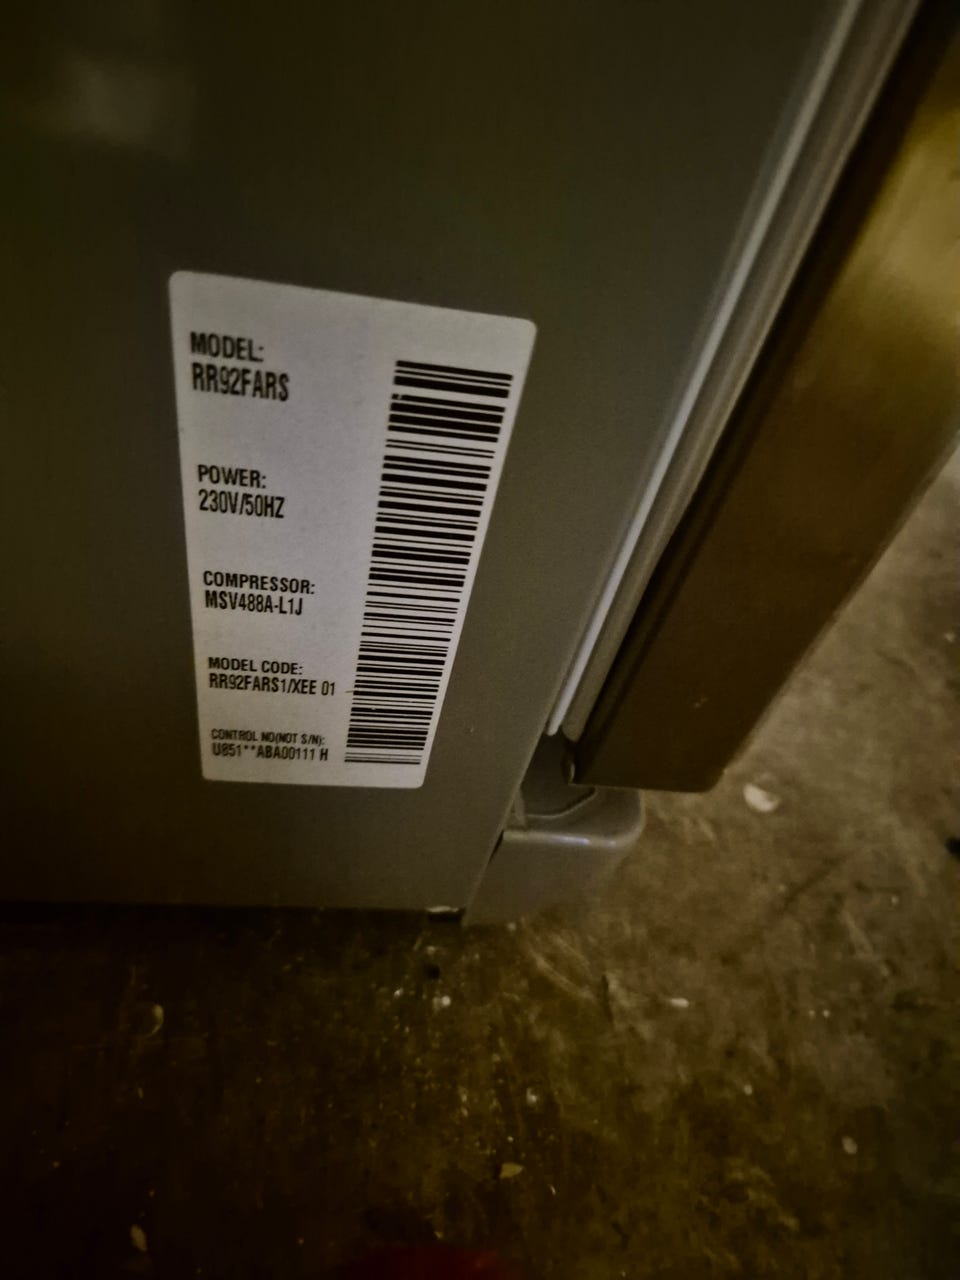 MODEL:
RR92FARS
POWER:
230V/50HZ
COMPRESSOR:
MSV488A-L1J
MODEL CODE:
RR92FARS1/XEE 01
CONTROL NO(NOT S/N):
U851**ABA00111 H